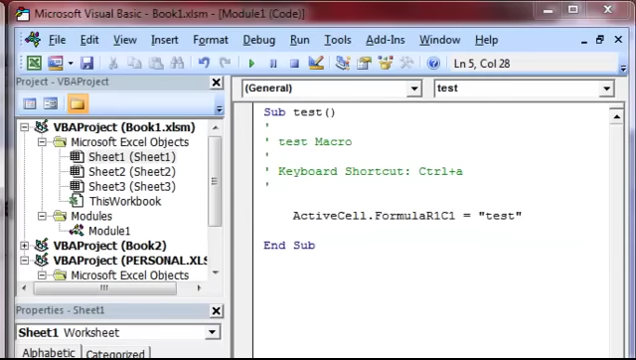 Microsoft Visual Basic - Book1.xlsm - [Module1 (Code)]
File Edit View Insert Format Debug Run Tools Add-Ins Window Help
Ln 5, Col 28
Project - VBAProject
(General)
test
VBAProject (Book1.xlsm)
Microsoft Excel Objects
Sheet1 (Sheet1)
Sheet2 (Sheet2)
Sheet3 (Sheet3)
ThisWorkbook
Modules
Module1
VBAProject (Book2)
VBAProject (PERSONAL.XLS
Microsoft Excel Objects
Properties - Sheet1
Sheet1 Worksheet
Alphabetic Categorized
Sub test()
'
' test Macro
'
' Keyboard Shortcut: Ctrl+a
'
ActiveCell.FormulaR1C1 = "test"
End Sub